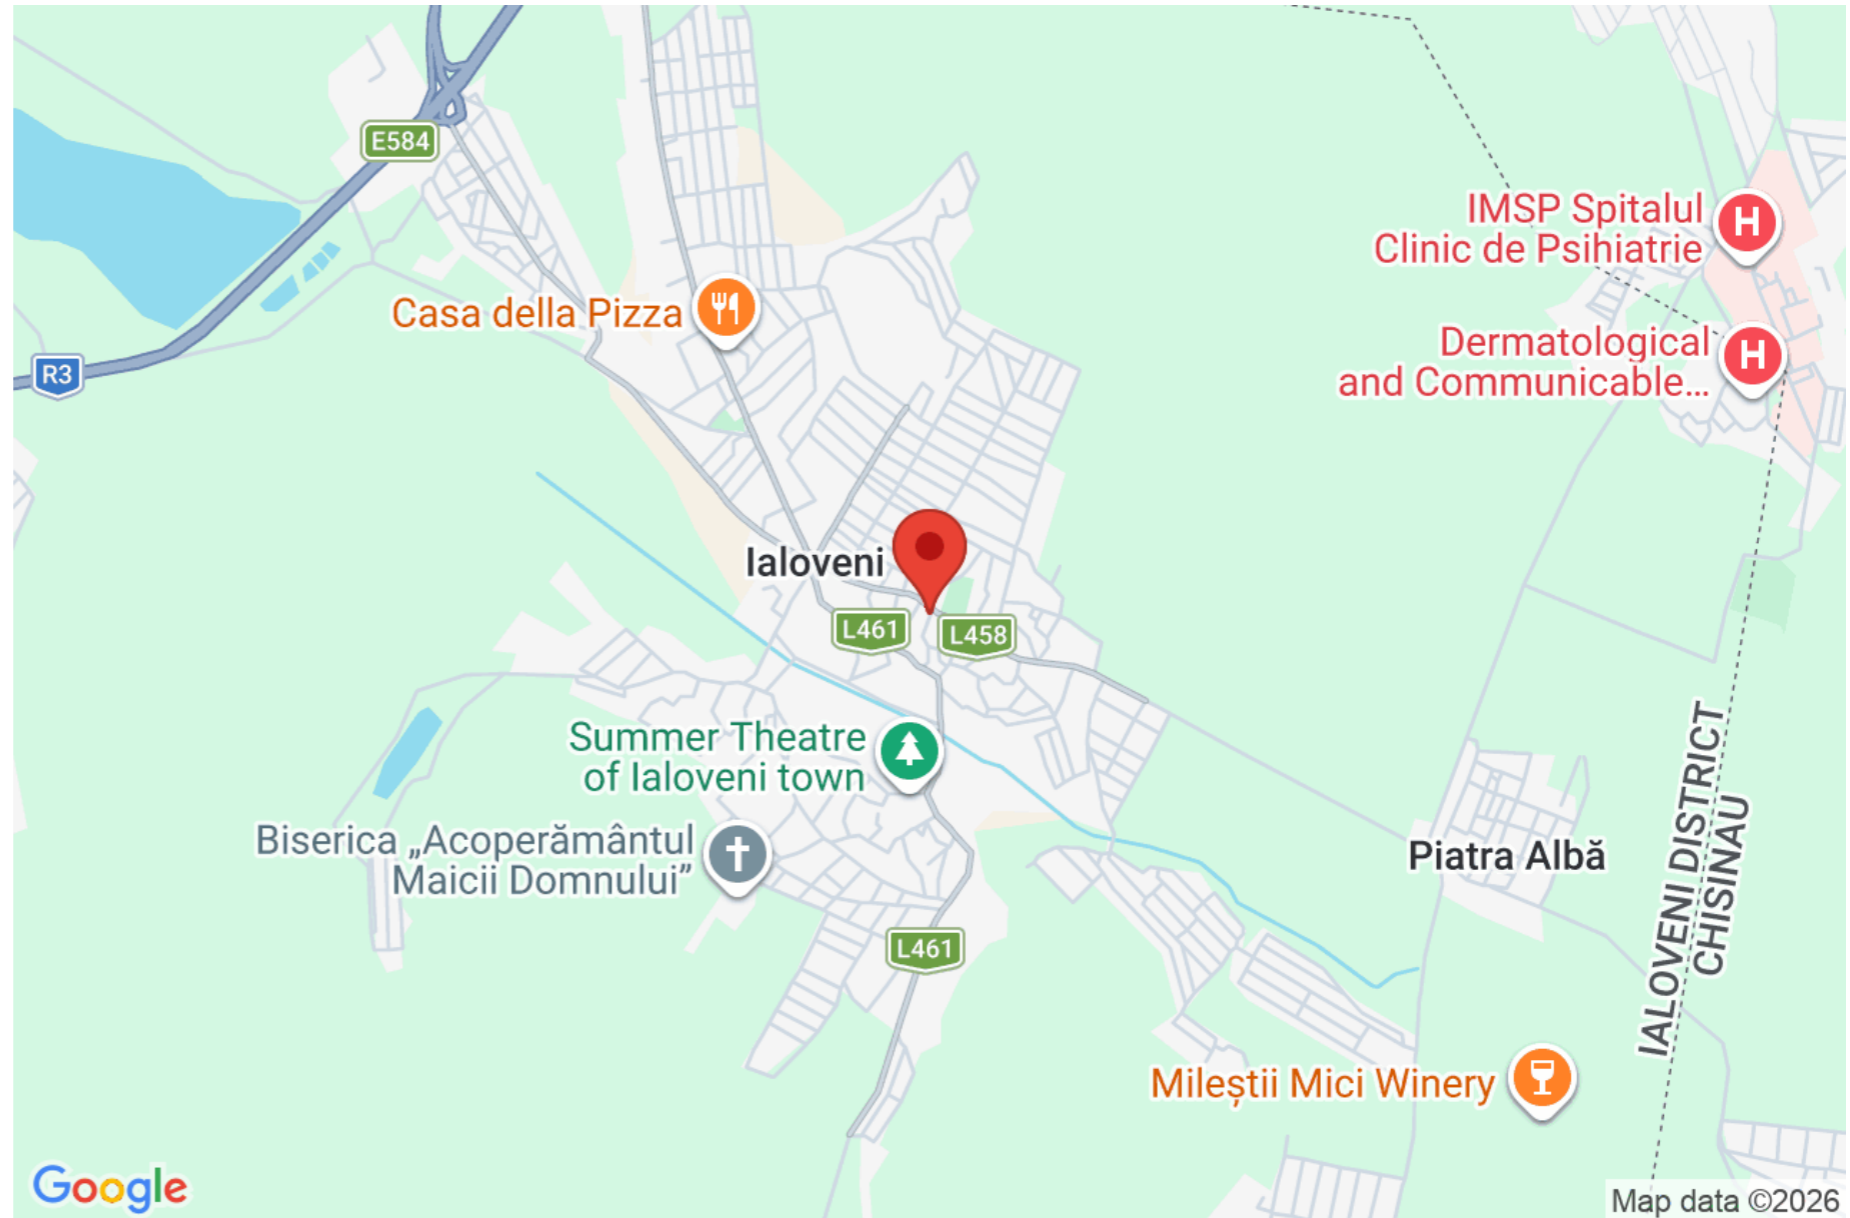 E584
IMSP Spitalul
Clinic de Psihiatrie
Casa della Pizza
Dermatological
and Communicable...
R3
Ialoveni
L461
L458
Summer Theatre
of Ialoveni town
Biserica „Acoperământul
Maicii Domnului”
Piatra Albă
IALOVENI DISTRICT
CHISINAU
L461
Mileștii Mici Winery
Google
Map data ©2026